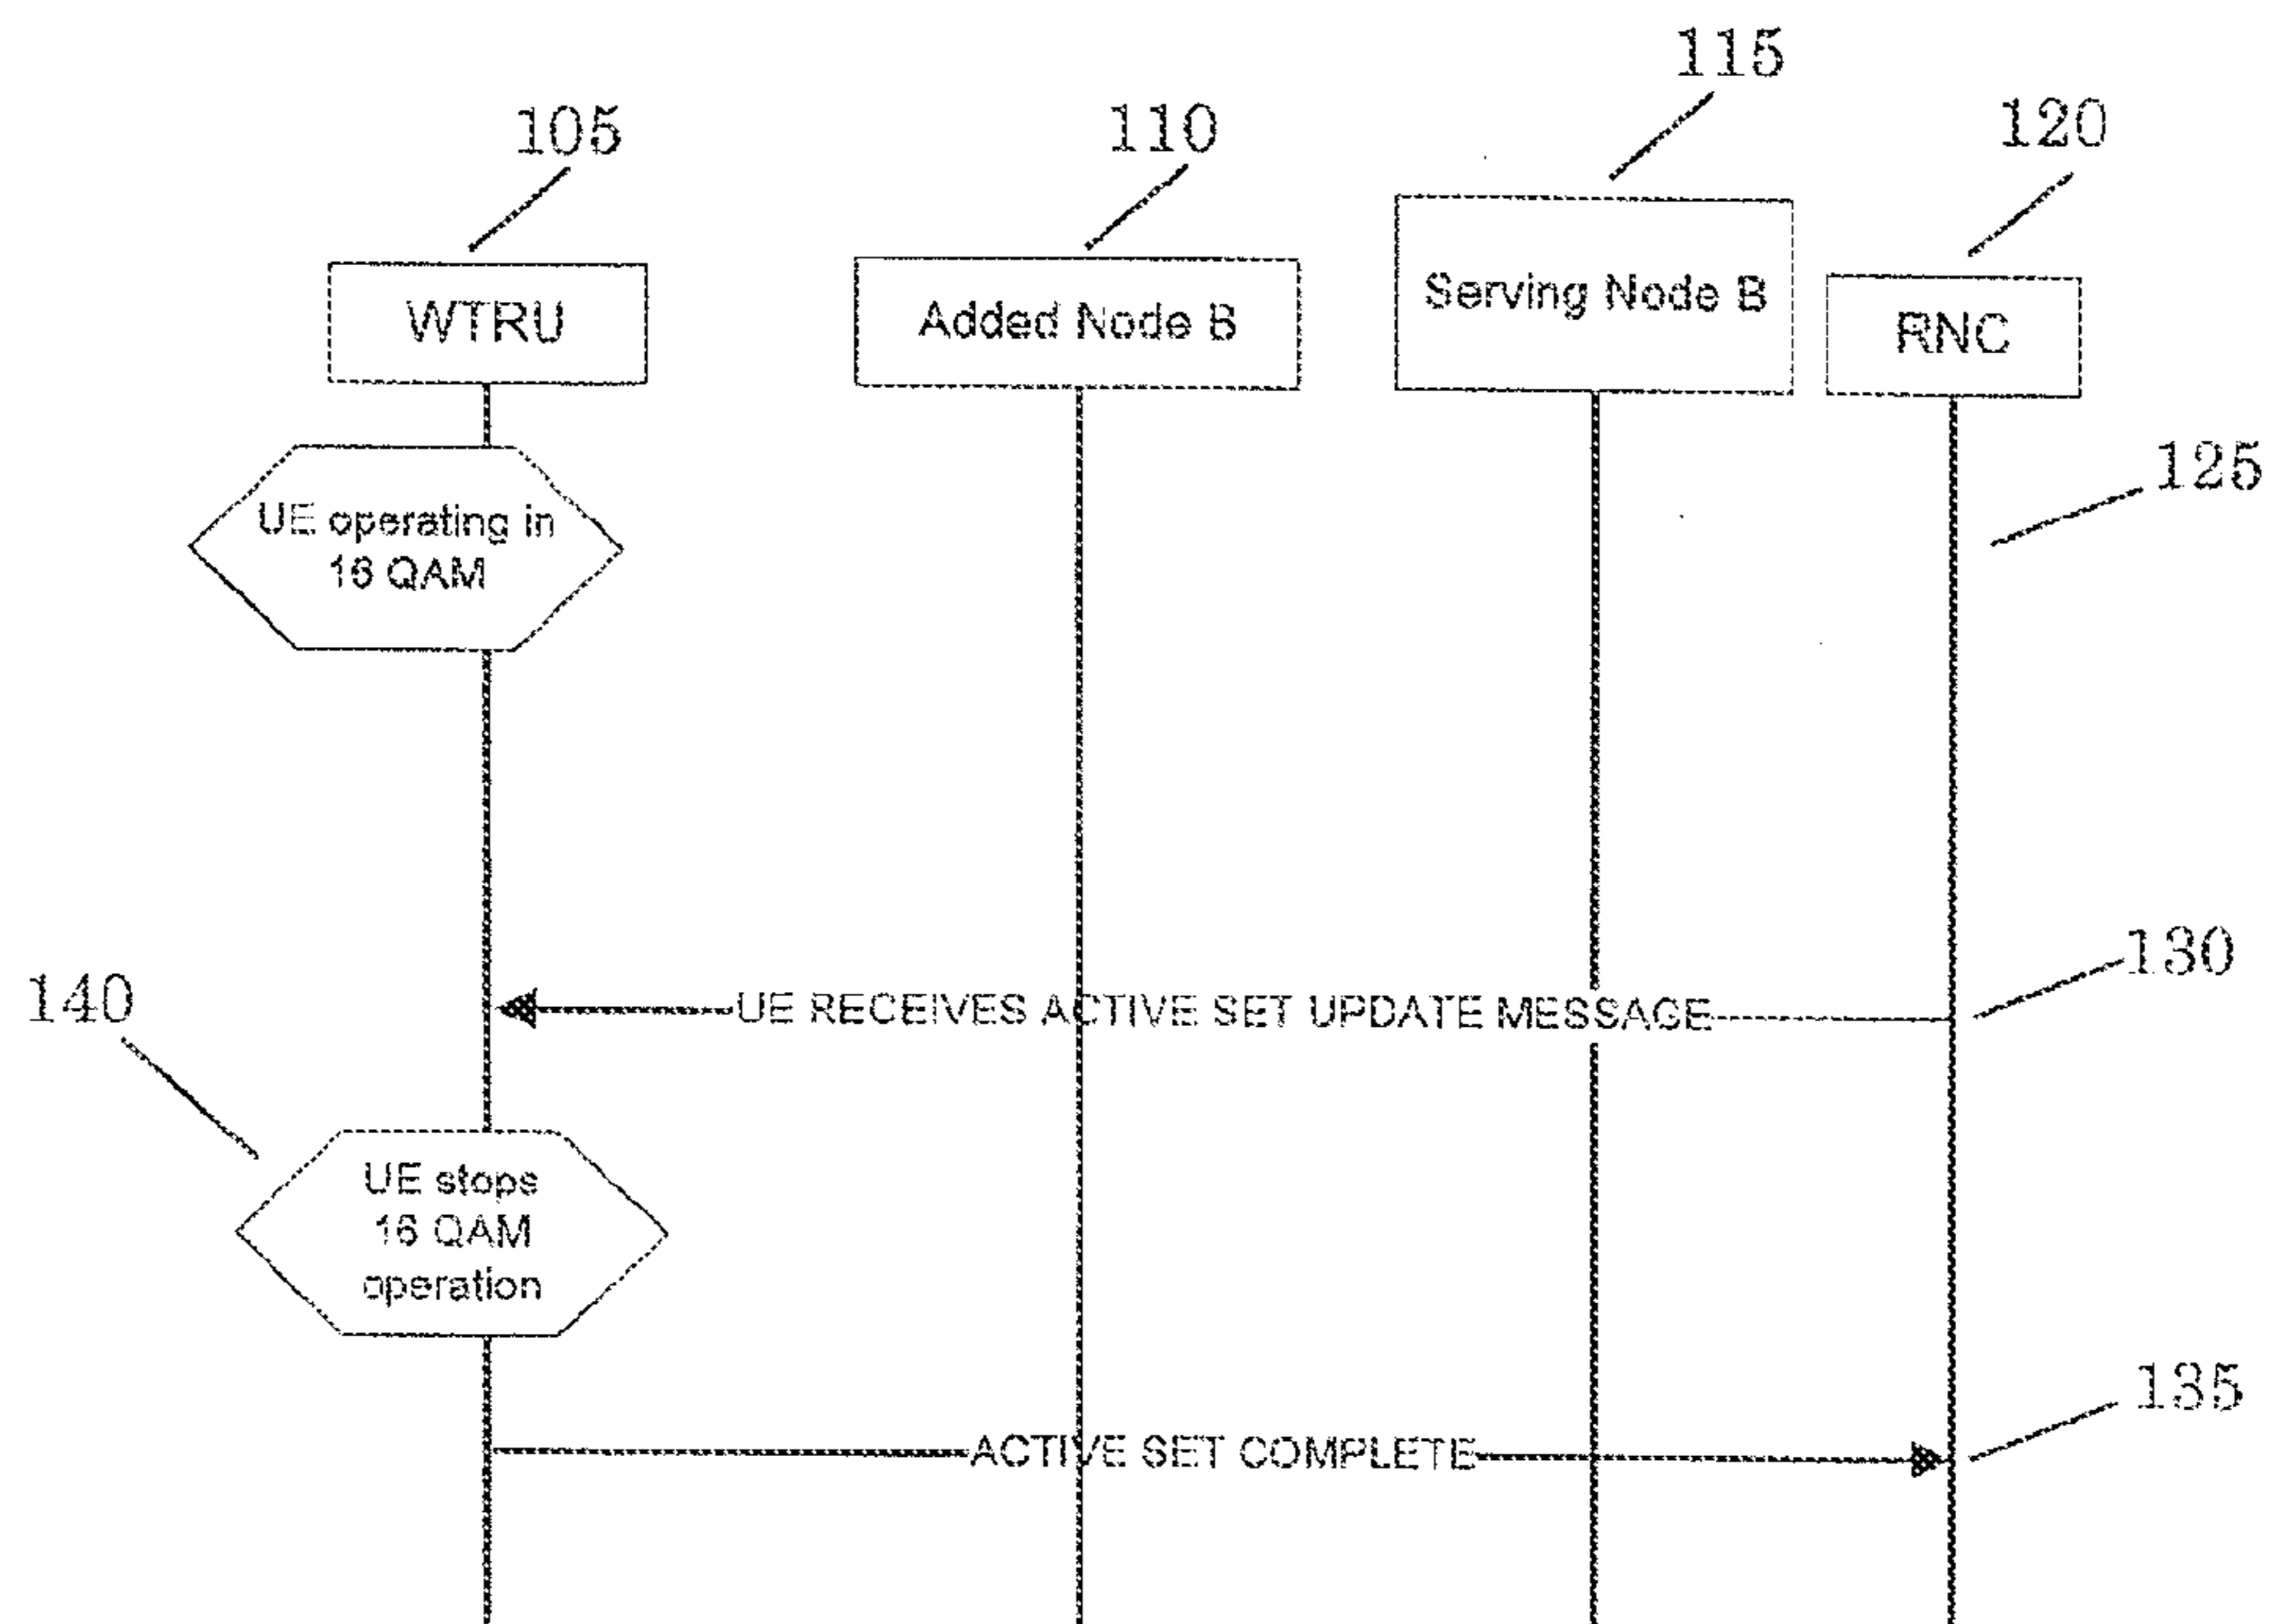 115
105
110
120
WTRU
Added Node B
Serving Node B
RNC
125
UE operating in
16 QAM
130
140
UE RECEIVES ACTIVE SET UPDATE MESSAGE
UE stops
16 QAM
operation
135
ACTIVE SET COMPLETE